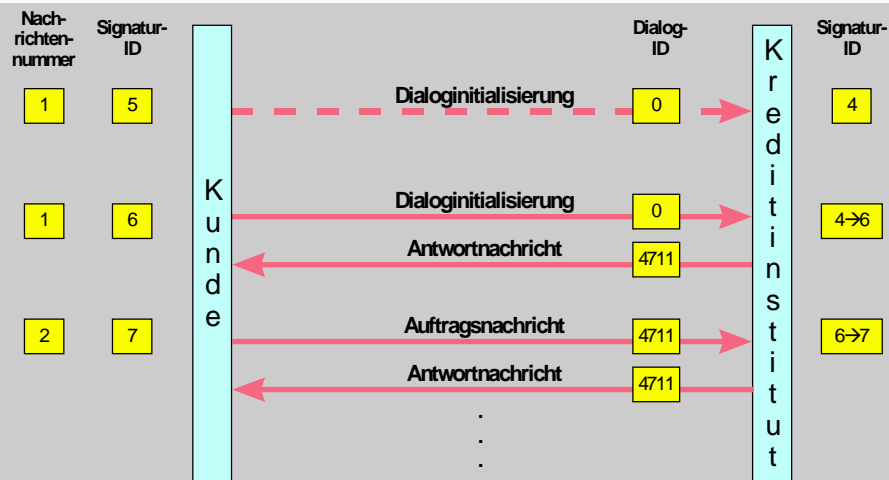 Nach-
richten-
nummer
Signatur-
ID
Dialog-
ID
Signatur-
ID
Kunde
Kreditinstitut
1 5 Dialoginitialisierung 0 4
1 6 Dialoginitialisierung 0 4→6
Antwortnachricht 4711
2 7 Auftragsnachricht 4711 6→7
Antwortnachricht 4711
.
.
.